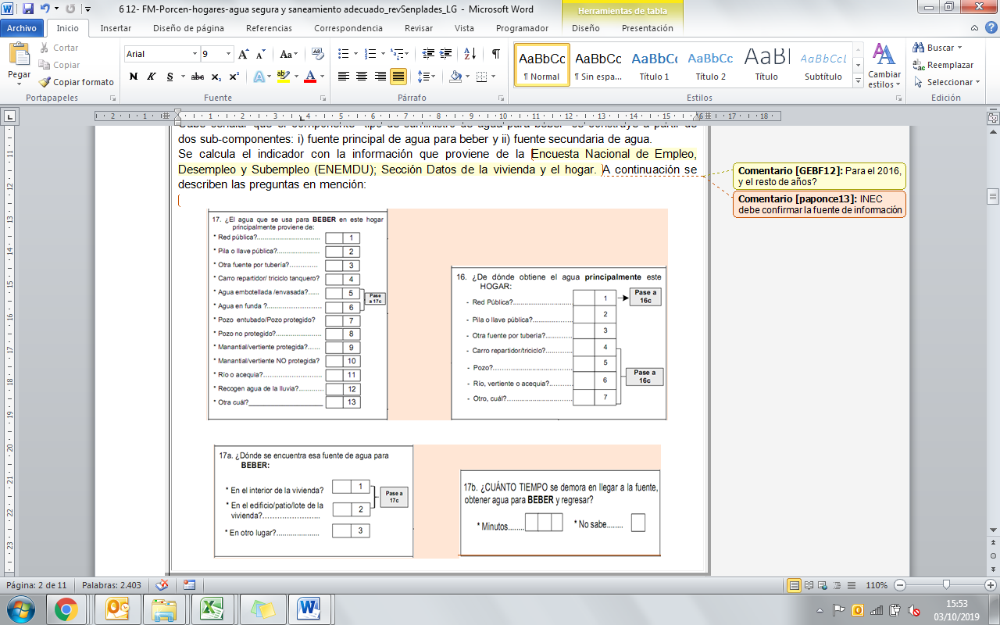 6 12- FM-Porcen-hogares-agua segura y saneamiento adecuado_revSenplades_LG - Microsoft Word
Herramientas de tabla
Archivo Inicio Insertar Diseño de página Referencias Correspondencia Revisar Vista Programador Diseño Presentación
Pegar
Cortar
Copiar
Copiar formato
Portapapeles
Arial 9
N K S abc x₂ x²
Fuente
Párrafo
AaBbCc AaBbCc AaBbCc AaBbCc AaBl AaBbCcL
¶ Normal ¶ Sin espa... Título 1 Título 2 Título Subtítulo
Cambiar estilos
Estilos
Buscar
Reemplazar
Seleccionar
Edición
dos sub-componentes: i) fuente principal de agua para beber y ii) fuente secundaria de agua.
Se calcula el indicador con la información que proviene de la Encuesta Nacional de Empleo,
Desempleo y Subempleo (ENEMDU); Sección Datos de la vivienda y el hogar. A continuación se
describen las preguntas en mención:
Comentario [GEBF12]: Para el 2016,
y el resto de años?
Comentario [paponce13]: INEC
debe confirmar la fuente de información
17. ¿El agua que se usa para BEBER en este hogar
principalmente proviene de:
* Red pública?................................ 1
* Pila o llave pública?..................... 2
* Otra fuente por tubería?............. 3
* Carro repartidor/ triciclo tanquero? 4
* Agua embotellada /envasada?...... 5
* Agua en funda ?........................... 6
Pase
a 17c
* Pozo entubado/Pozo protegido? 7
* Pozo no protegido?...................... 8
* Manantial/vertiente protegida?...... 9
* Manantial/vertiente NO protegida? 10
* Río o acequia?............................. 11
* Recogen agua de la lluvia?............ 12
* Otra cuál?____________________ 13
16. ¿De dónde obtiene el agua principalmente este
HOGAR:
- Red Pública?.............................. 1
Pase a
16c
- Pila o llave pública?.................... 2
- Otra fuente por tubería?............ 3
- Carro repartidor/triciclo?............ 4
- Pozo?........................................ 5
- Río, vertiente o acequia?.......... 6
- Otro, cuál?................................. 7
Pase a
16c
17a. ¿Dónde se encuentra esa fuente de agua para
BEBER:
* En el interior de la vivienda? 1
* En el edificio/patio/lote de la
vivienda?........................ 2
Pase a
17c
* En otro lugar?.................... 3
17b. ¿CUÁNTO TIEMPO se demora en llegar a la fuente,
obtener agua para BEBER y regresar?
* Minutos........ * No sabe........
Página: 2 de 11 Palabras: 2.403 110%
15:53
03/10/2019